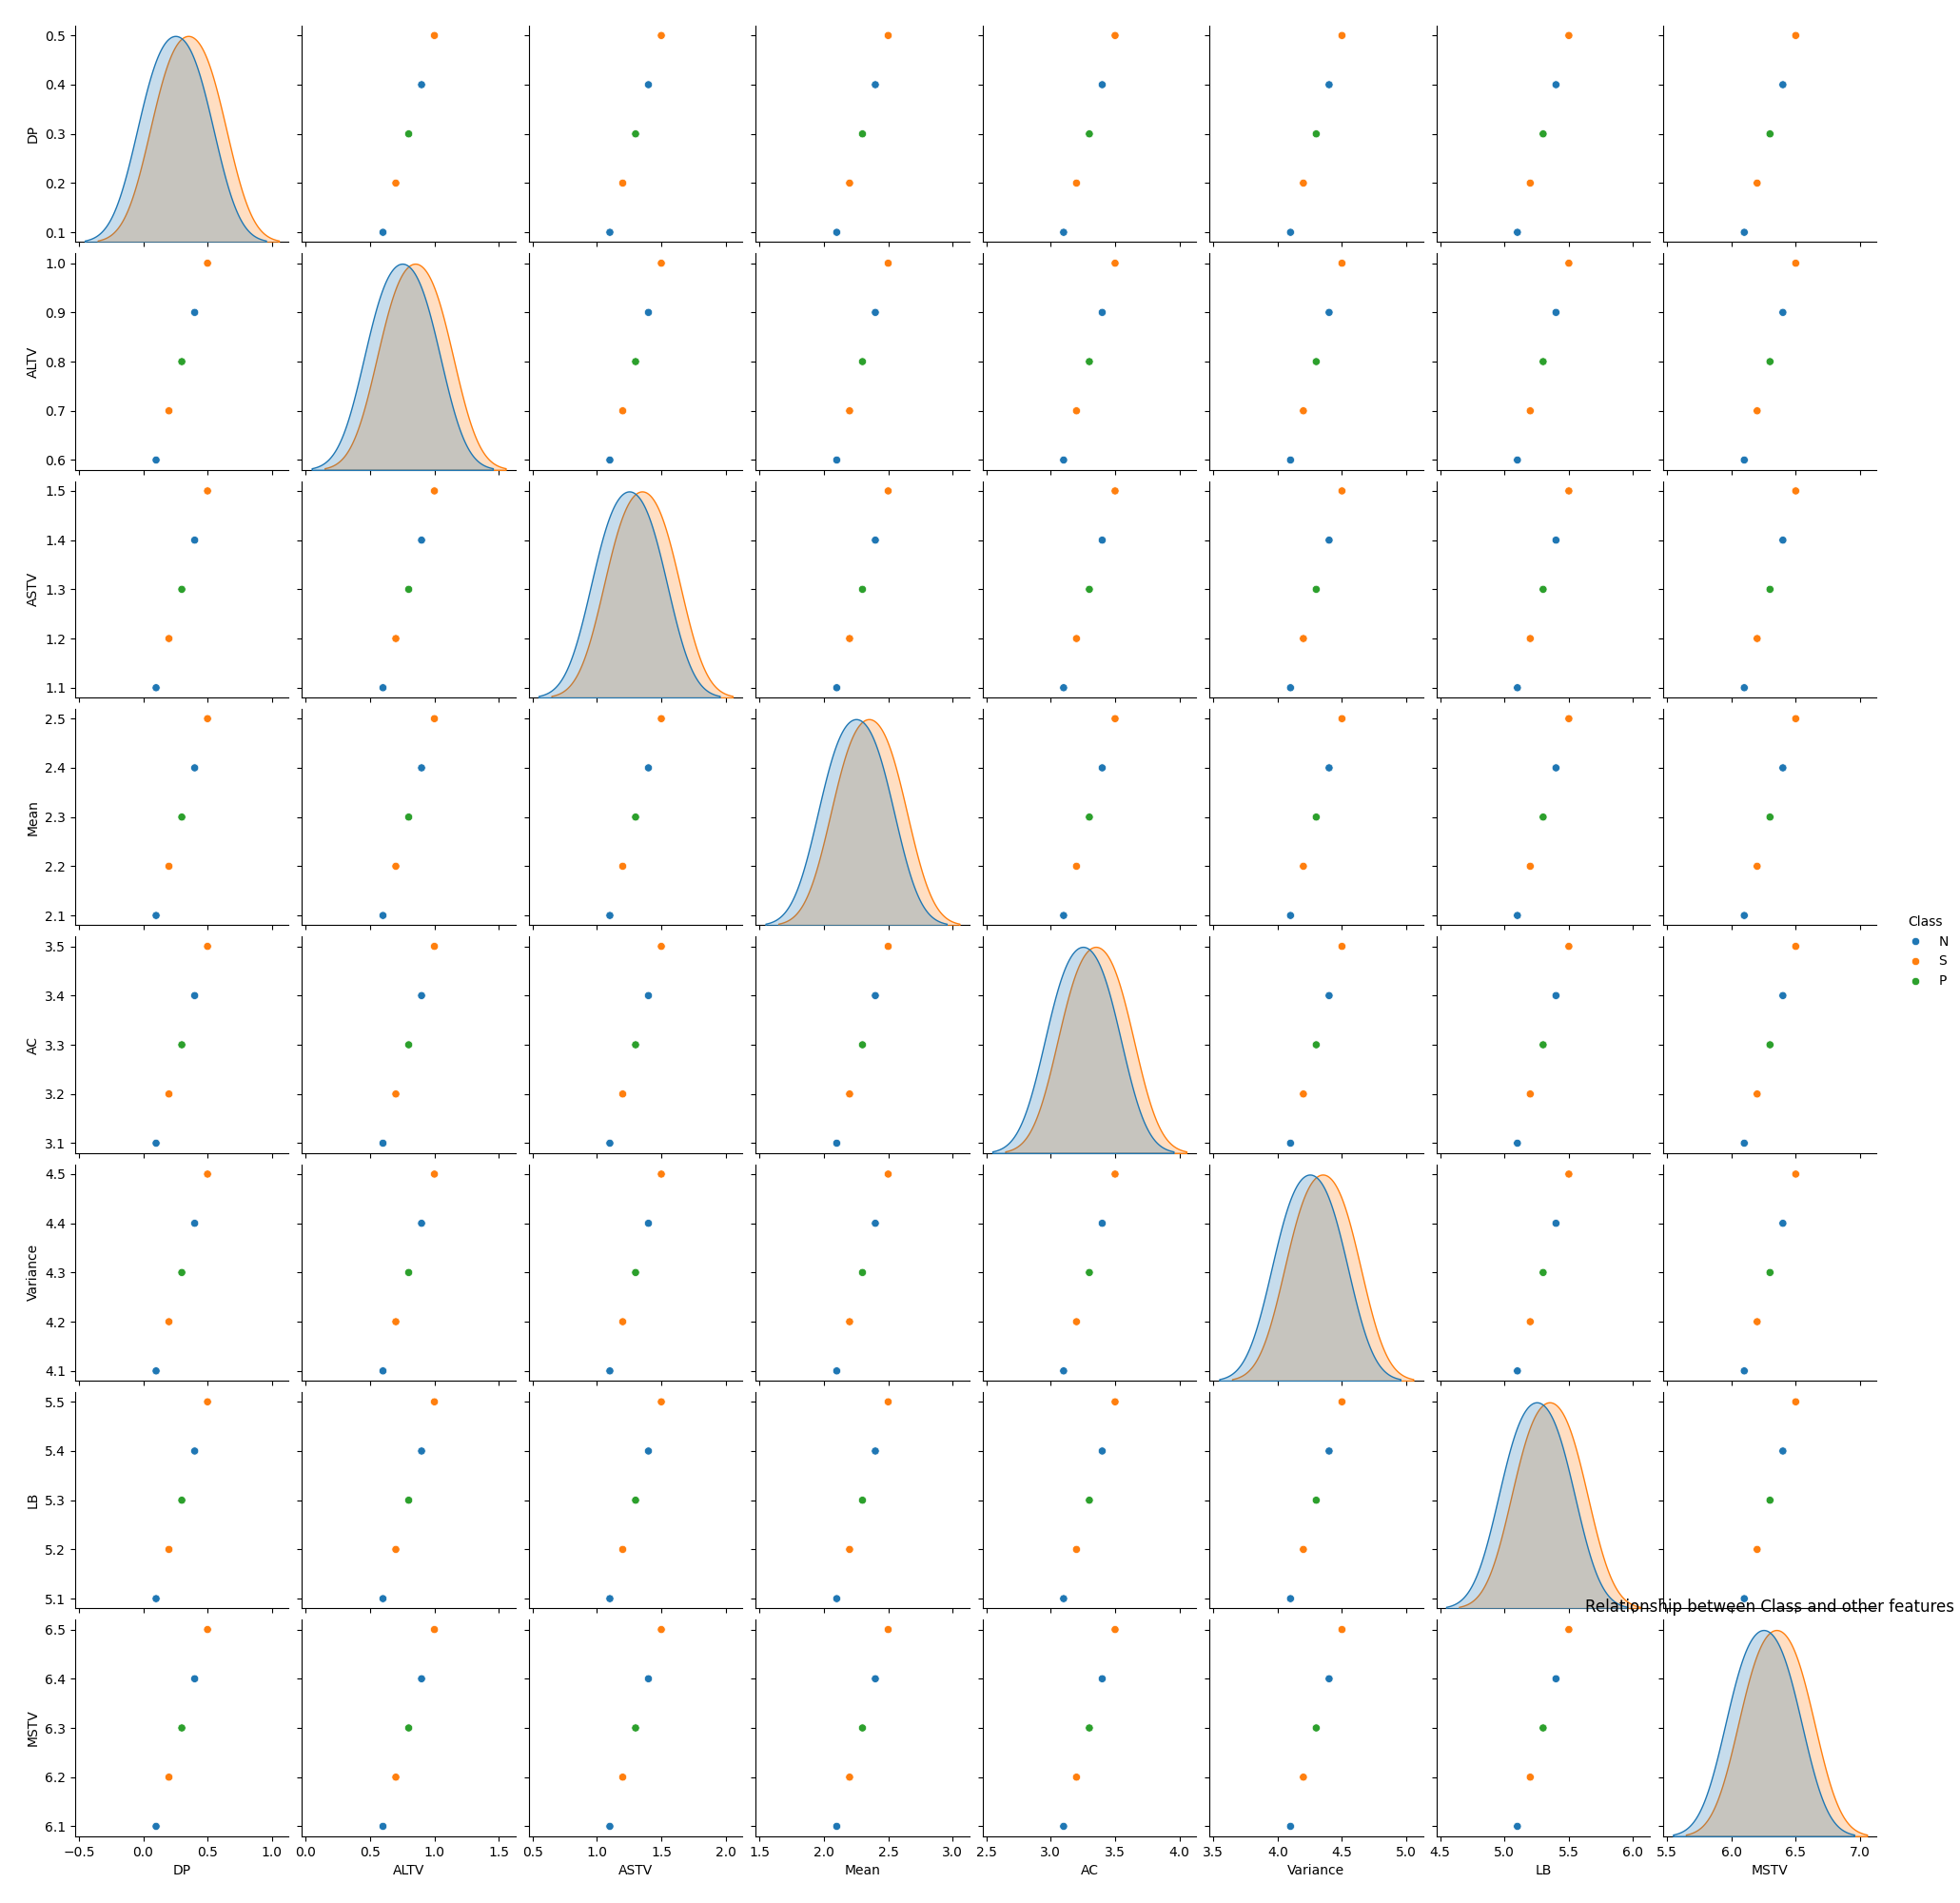 DP
0.5
0.4
0.3
0.2
0.1
ALTV
1.0
0.9
0.8
0.7
0.6
ASTV
1.5
1.4
1.3
1.2
1.1
Mean
2.5
2.4
2.3
2.2
2.1
Class
N
S
P
AC
3.5
3.4
3.3
3.2
3.1
Variance
4.5
4.4
4.3
4.2
4.1
LB
5.5
5.4
5.3
5.2
5.1
Relationship between Class and other features
MSTV
6.5
6.4
6.3
6.2
6.1
−0.5 0.0 0.5 1.0 0.0 0.5 1.0 1.5 0.5 1.0 1.5 2.0 1.5 2.0 2.5 3.0 2.5 3.0 3.5 4.0 3.5 4.0 4.5 5.0 4.5 5.0 5.5 6.0 5.5 6.0 6.5 7.0
DP ALTV ASTV Mean AC Variance LB MSTV